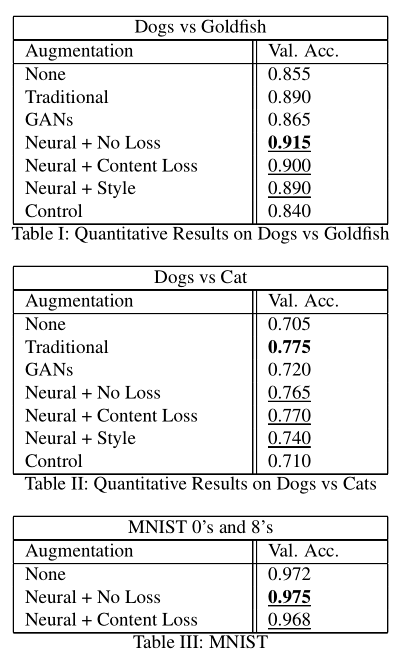 Dogs vs Goldfish
Augmentation Val. Acc.
None 0.855
Traditional 0.890
GANs 0.865
Neural + No Loss 0.915
Neural + Content Loss 0.900
Neural + Style 0.890
Control 0.840
Table I: Quantitative Results on Dogs vs Goldfish
Dogs vs Cat
Augmentation Val. Acc.
None 0.705
Traditional 0.775
GANs 0.720
Neural + No Loss 0.765
Neural + Content Loss 0.770
Neural + Style 0.740
Control 0.710
Table II: Quantitative Results on Dogs vs Cats
MNIST 0's and 8's
Augmentation Val. Acc.
None 0.972
Neural + No Loss 0.975
Neural + Content Loss 0.968
Table III: MNIST